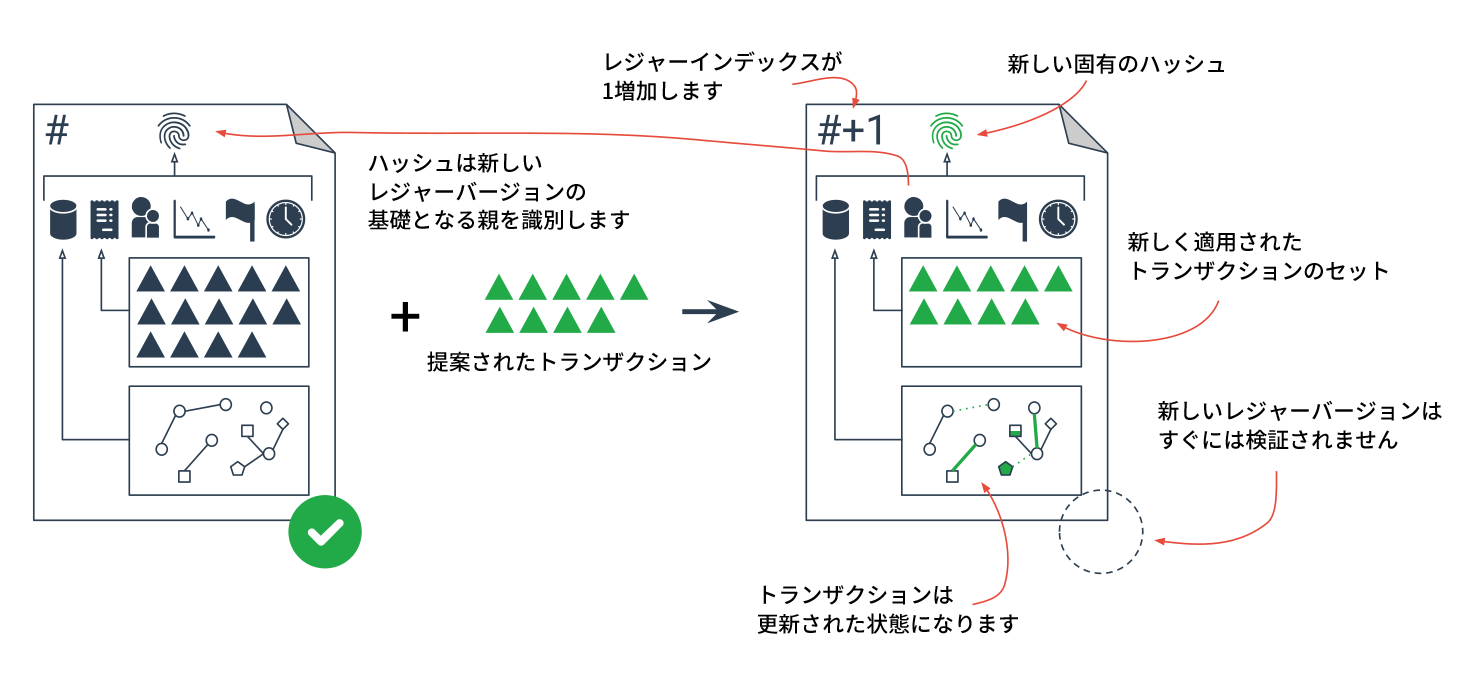 レジャーインデックスが
1増加します
新しい固有のハッシュ
#
#+1
ハッシュは新しい
レジャーバージョンの
基礎となる親を識別します
新しく適用された
トランザクションのセット
+
提案されたトランザクション
新しいレジャーバージョンは
すぐには検証されません
トランザクションは
更新された状態になります